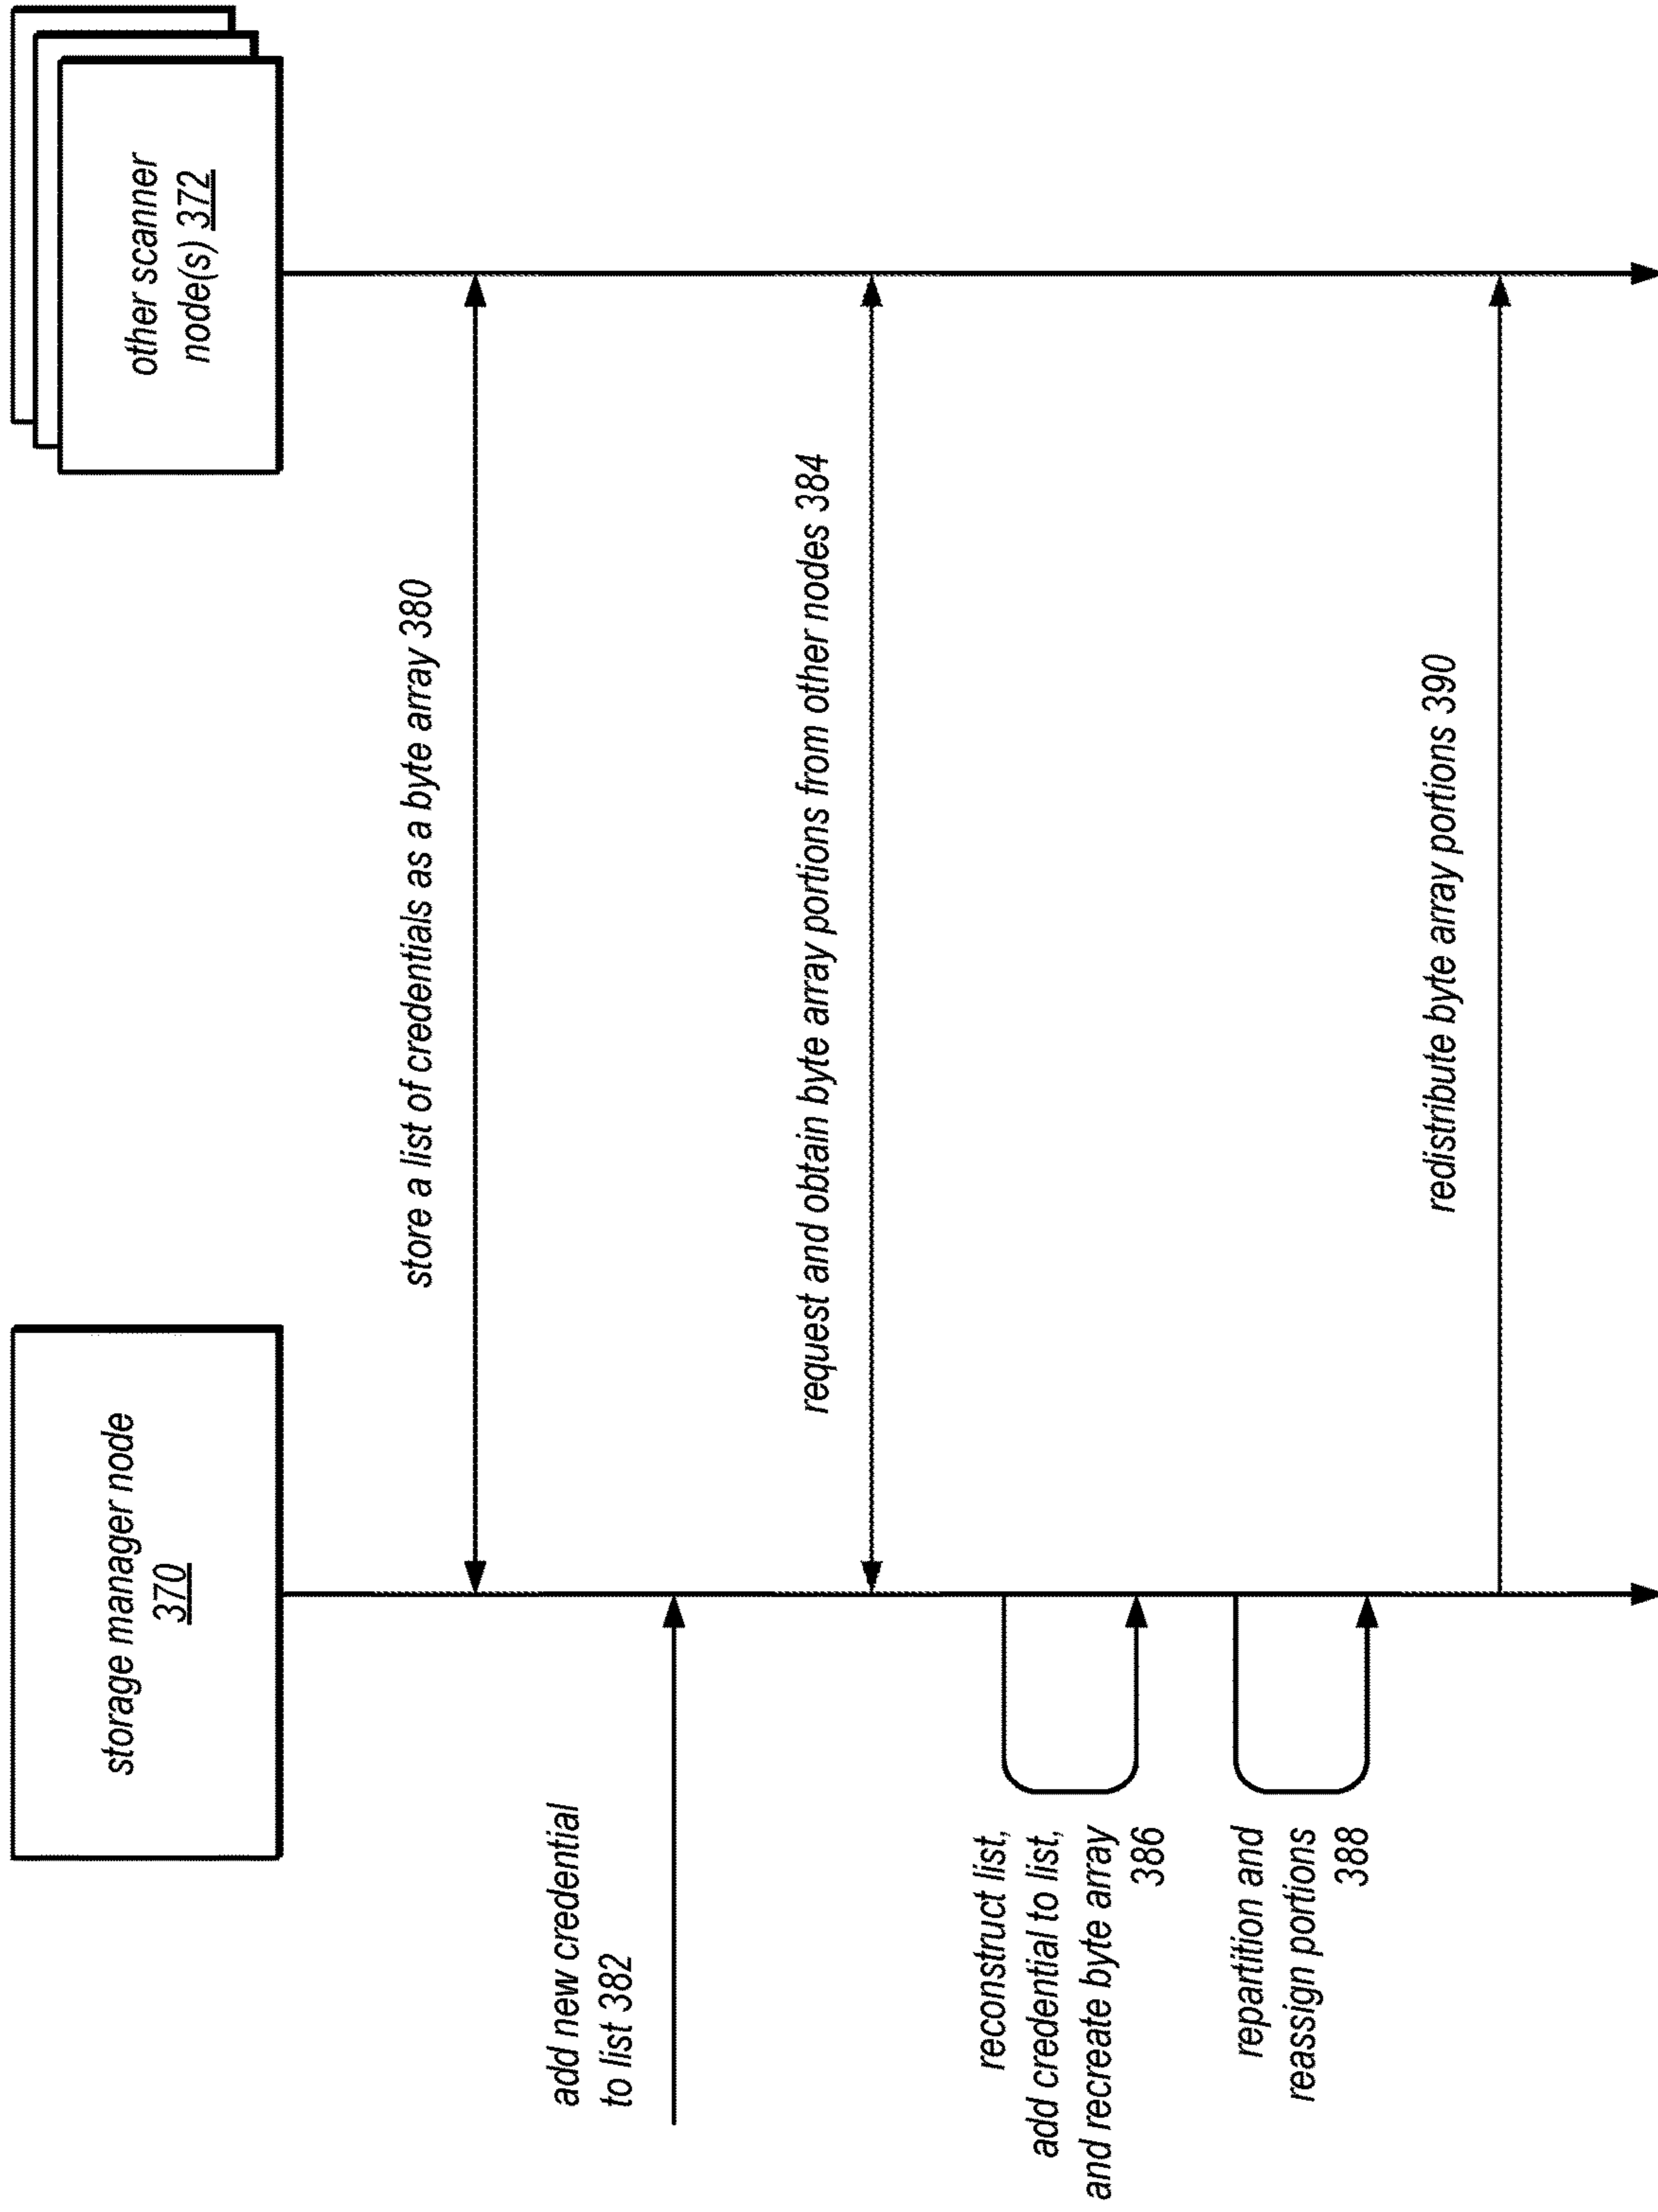 storage manager node
370
other scanner
node(s) 372
store a list of credentials as a byte array 380
add new credential
to list 382
request and obtain byte array portions from other nodes 384
reconstruct list,
add credential to list,
and recreate byte array
386
repartition and
reassign portions
388
redistribute byte array portions 390